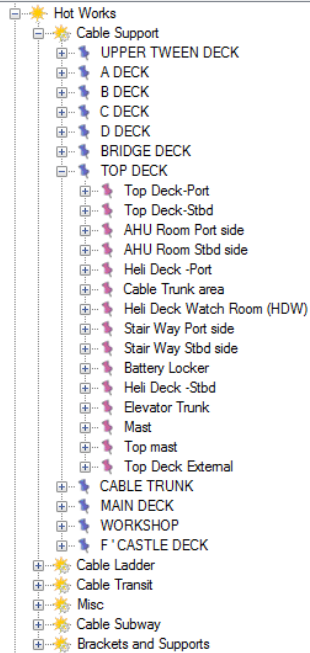 Hot Works
Cable Support
UPPER TWEEN DECK
A DECK
B DECK
C DECK
D DECK
BRIDGE DECK
TOP DECK
Top Deck-Port
Top Deck-Stbd
AHU Room Port side
AHU Room Stbd side
Heli Deck -Port
Cable Trunk area
Heli Deck Watch Room (HDW)
Stair Way Port side
Stair Way Stbd side
Battery Locker
Heli Deck -Stbd
Elevator Trunk
Mast
Top mast
Top Deck External
CABLE TRUNK
MAIN DECK
WORKSHOP
F ' CASTLE DECK
Cable Ladder
Cable Transit
Misc
Cable Subway
Brackets and Supports